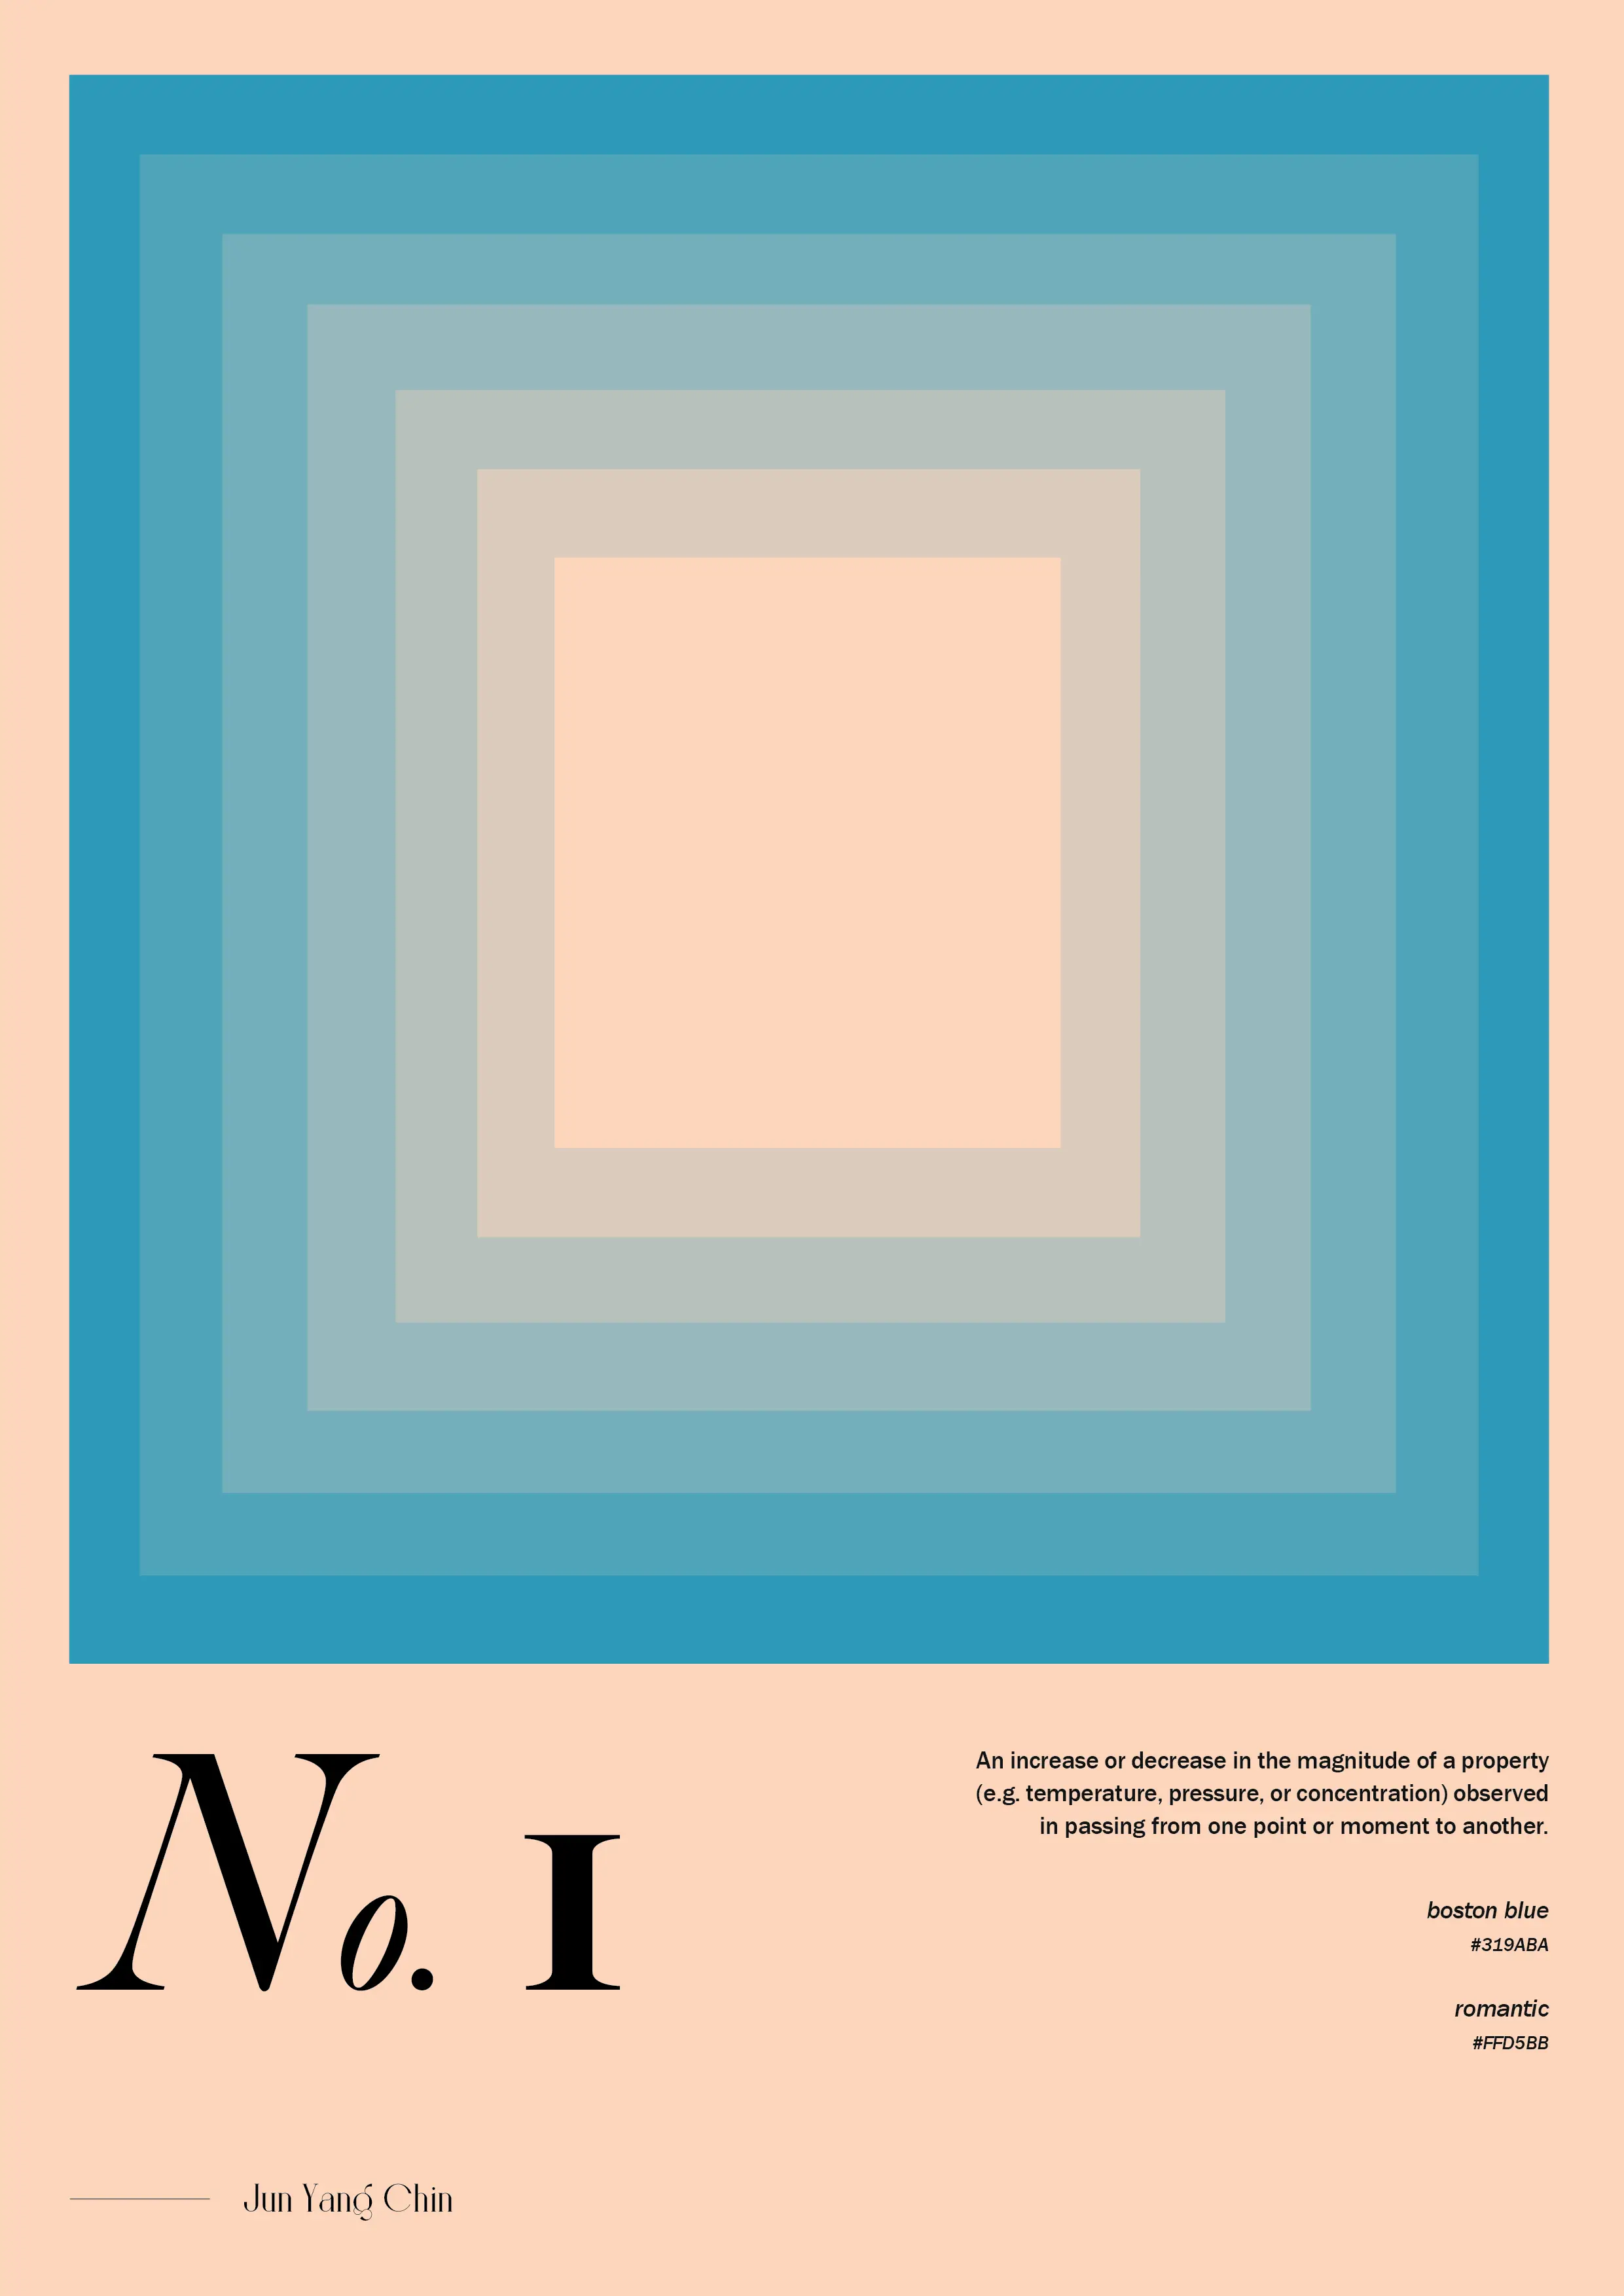 No. 1
An increase or decrease in the magnitude of a property
(e.g. temperature, pressure, or concentration) observed
in passing from one point or moment to another.
boston blue
#319ABA
romantic
#FFD5BB
Jun Yang Chin